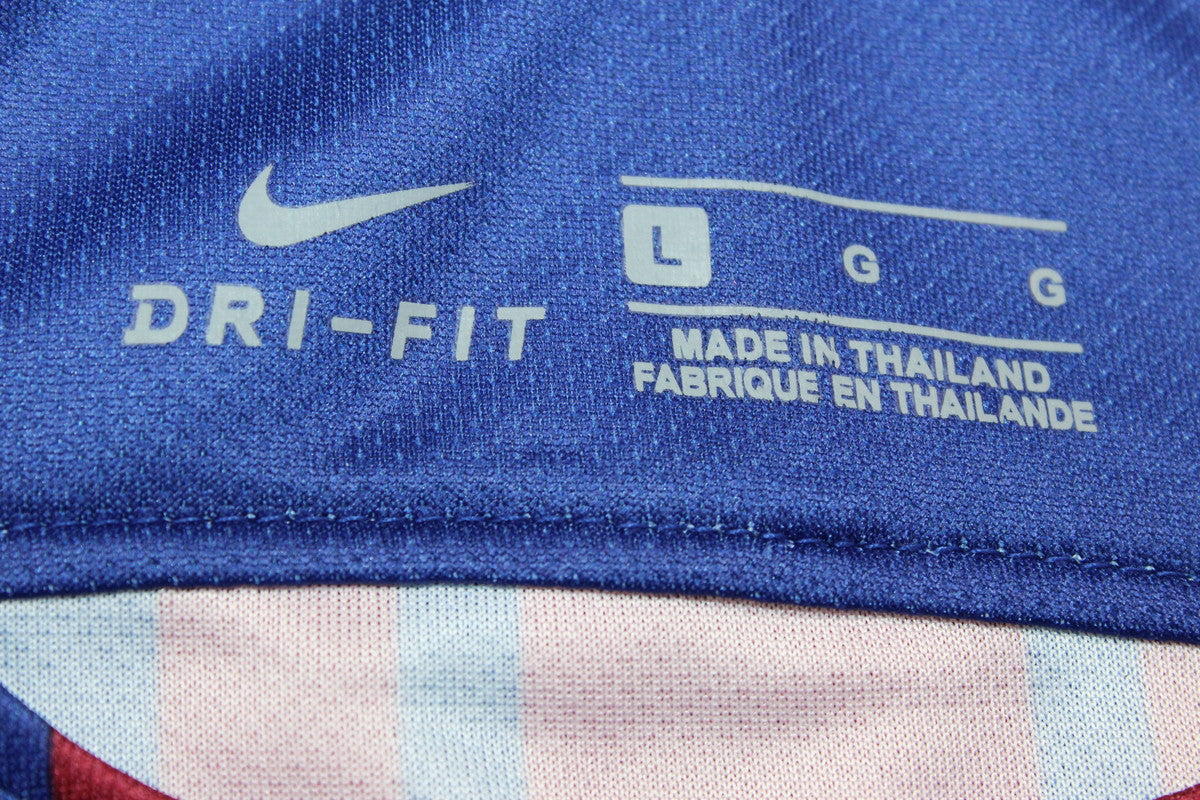 DRI-FIT
L G G
MADE IN THAILAND
FABRIQUE EN THAILANDE